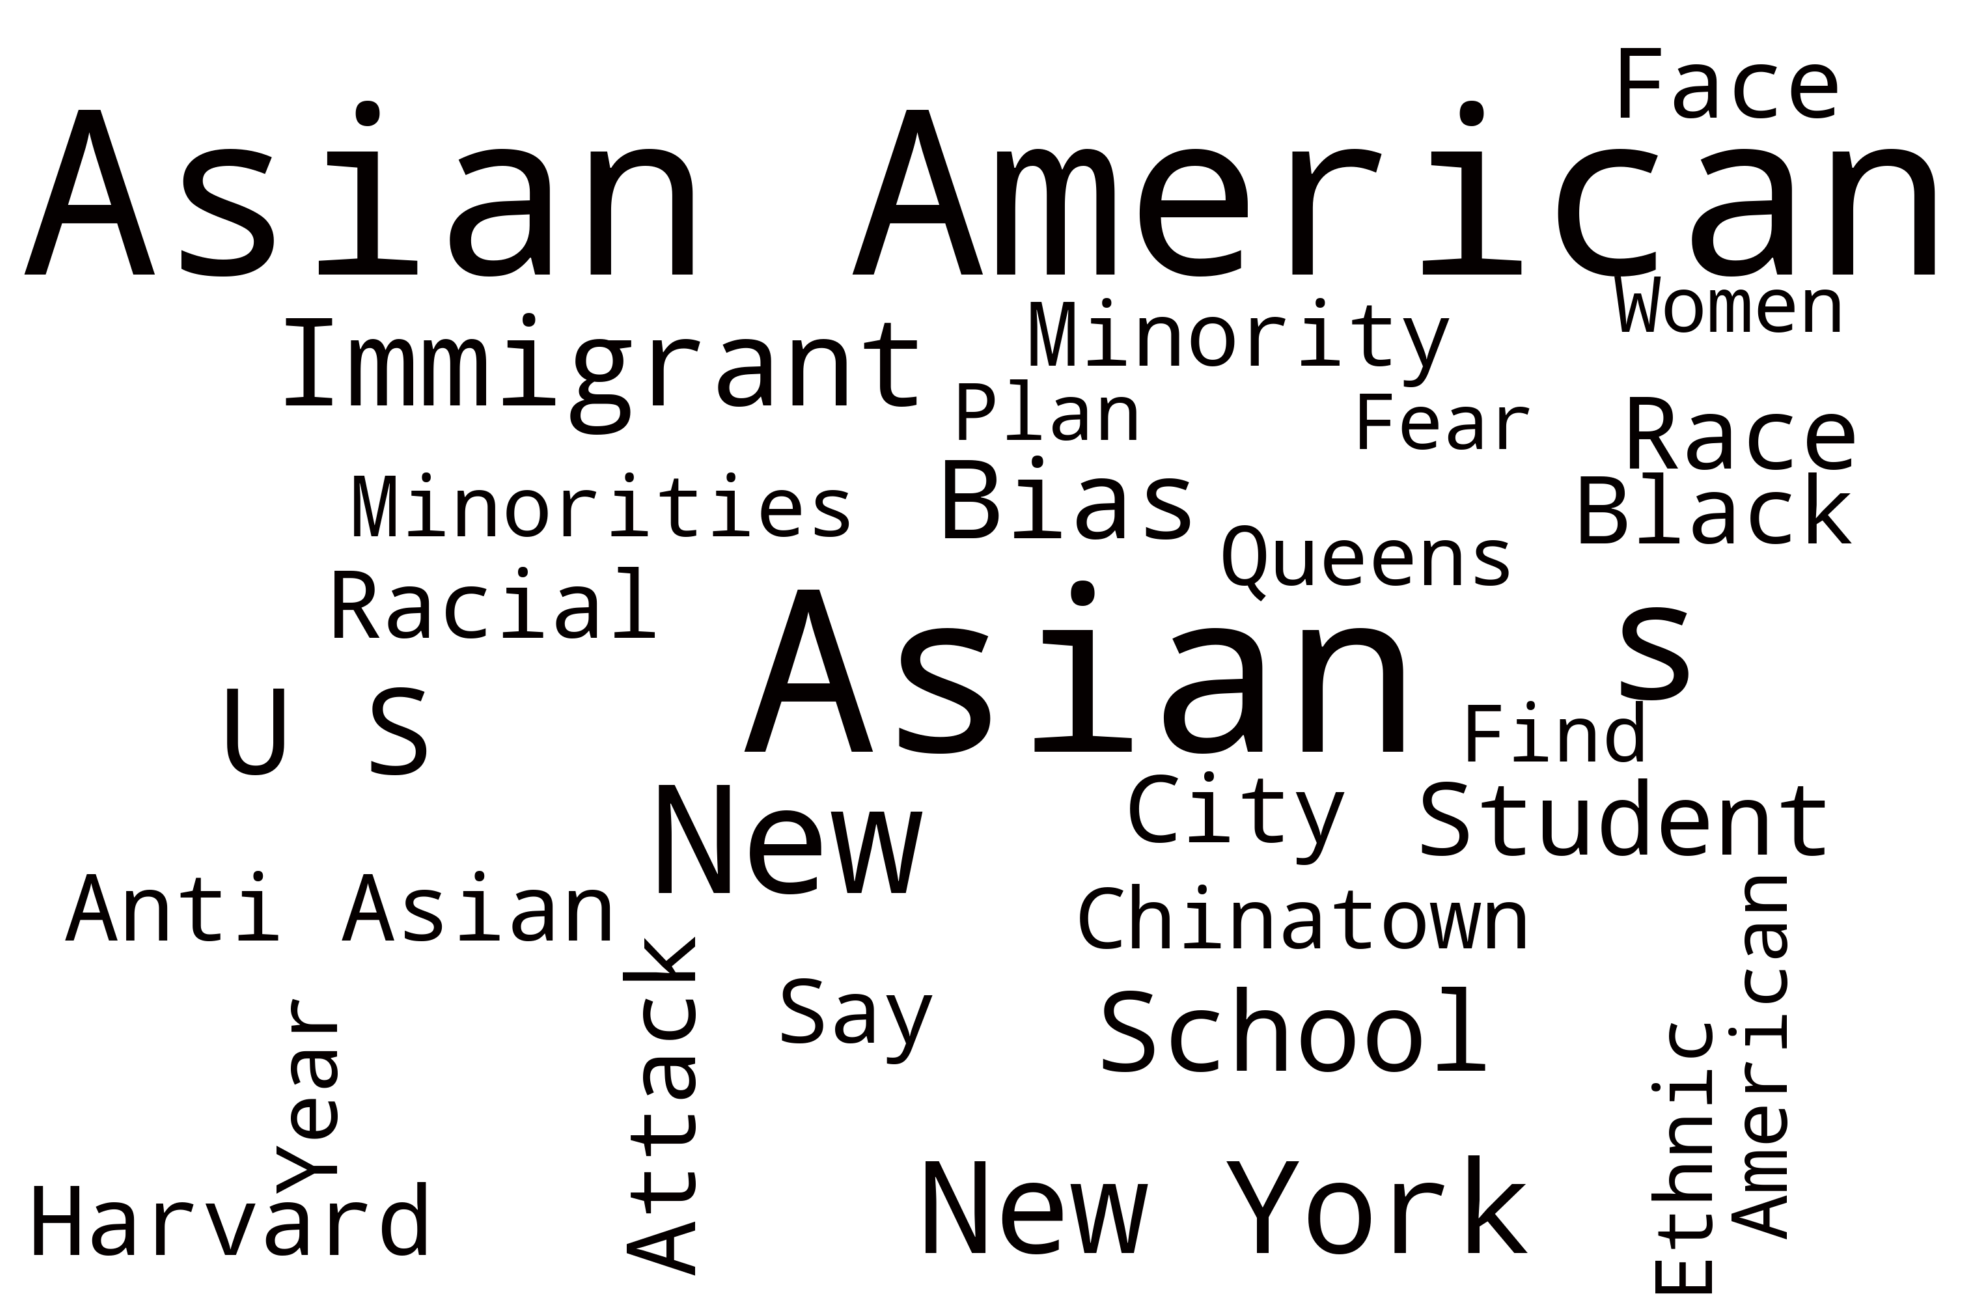 Face
Asian American
Women
Immigrant
Minority
Plan
Fear
Race
Minorities
Bias
Black
Queens
Racial
Asian
s
U S
Find
New
City
Student
Anti Asian
Chinatown
American
Attack
Say
School
Year
Ethnic
Harvard
New York